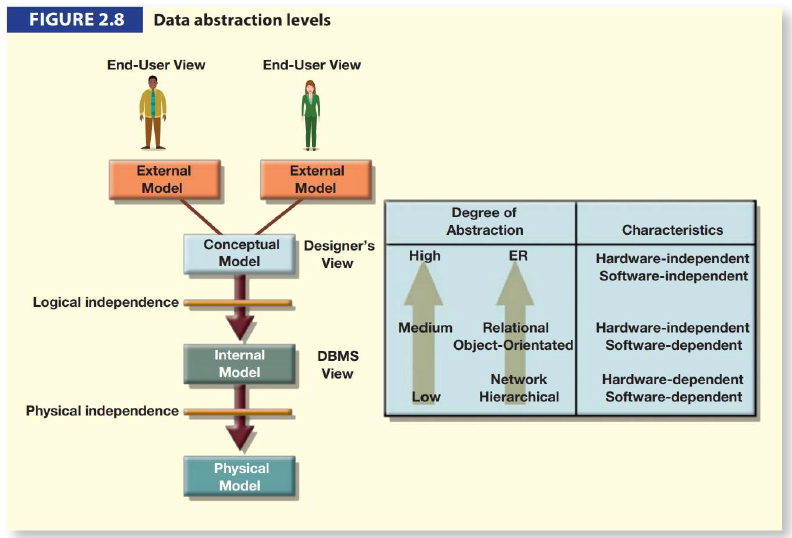 FIGURE 2.8 Data abstraction levels
End-User View End-User View
External
Model
External
Model
Conceptual
Model
Designer's
View
Logical independence
Internal
Model
DBMS
View
Physical independence
Physical
Model
Degree of
Abstraction
Characteristics
High ER
Hardware-independent
Software-independent
Medium
Relational
Object-Orientated
Hardware-independent
Software-dependent
Low
Network
Hierarchical
Hardware-dependent
Software-dependent